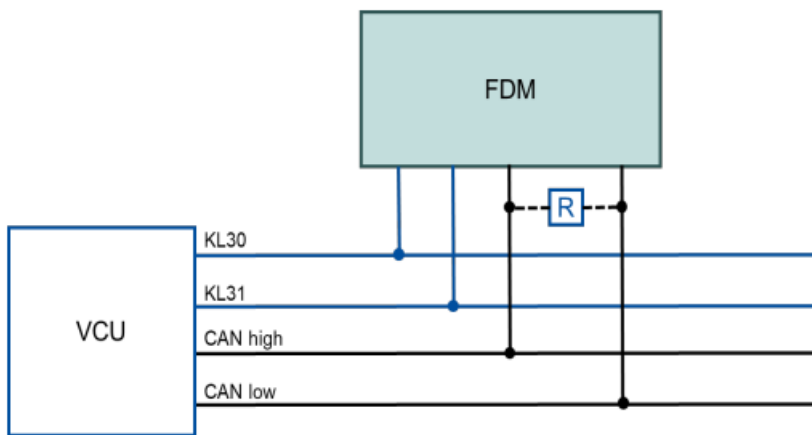 FDM
R
KL30
KL31
VCU
CAN high
CAN low